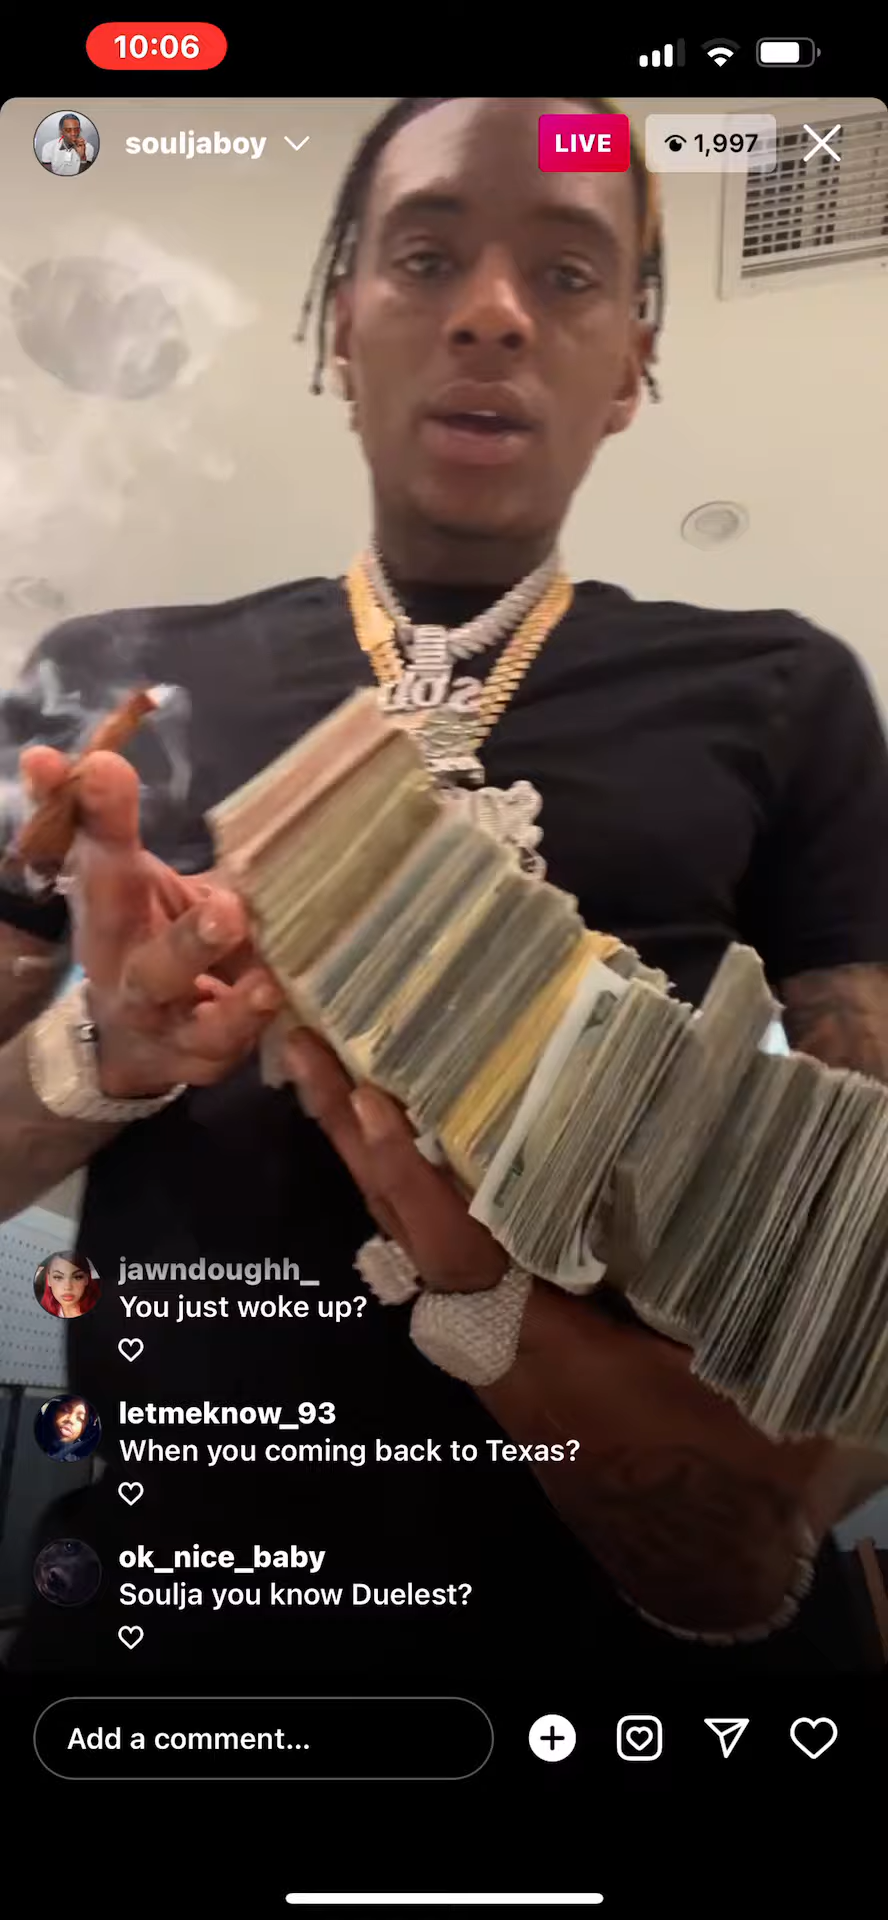 10:06
souljaboy
LIVE
1,997
jawndoughh_
You just woke up?
letmeknow_93
When you coming back to Texas?
ok_nice_baby
Soulja you know Duelest?
Add a comment...